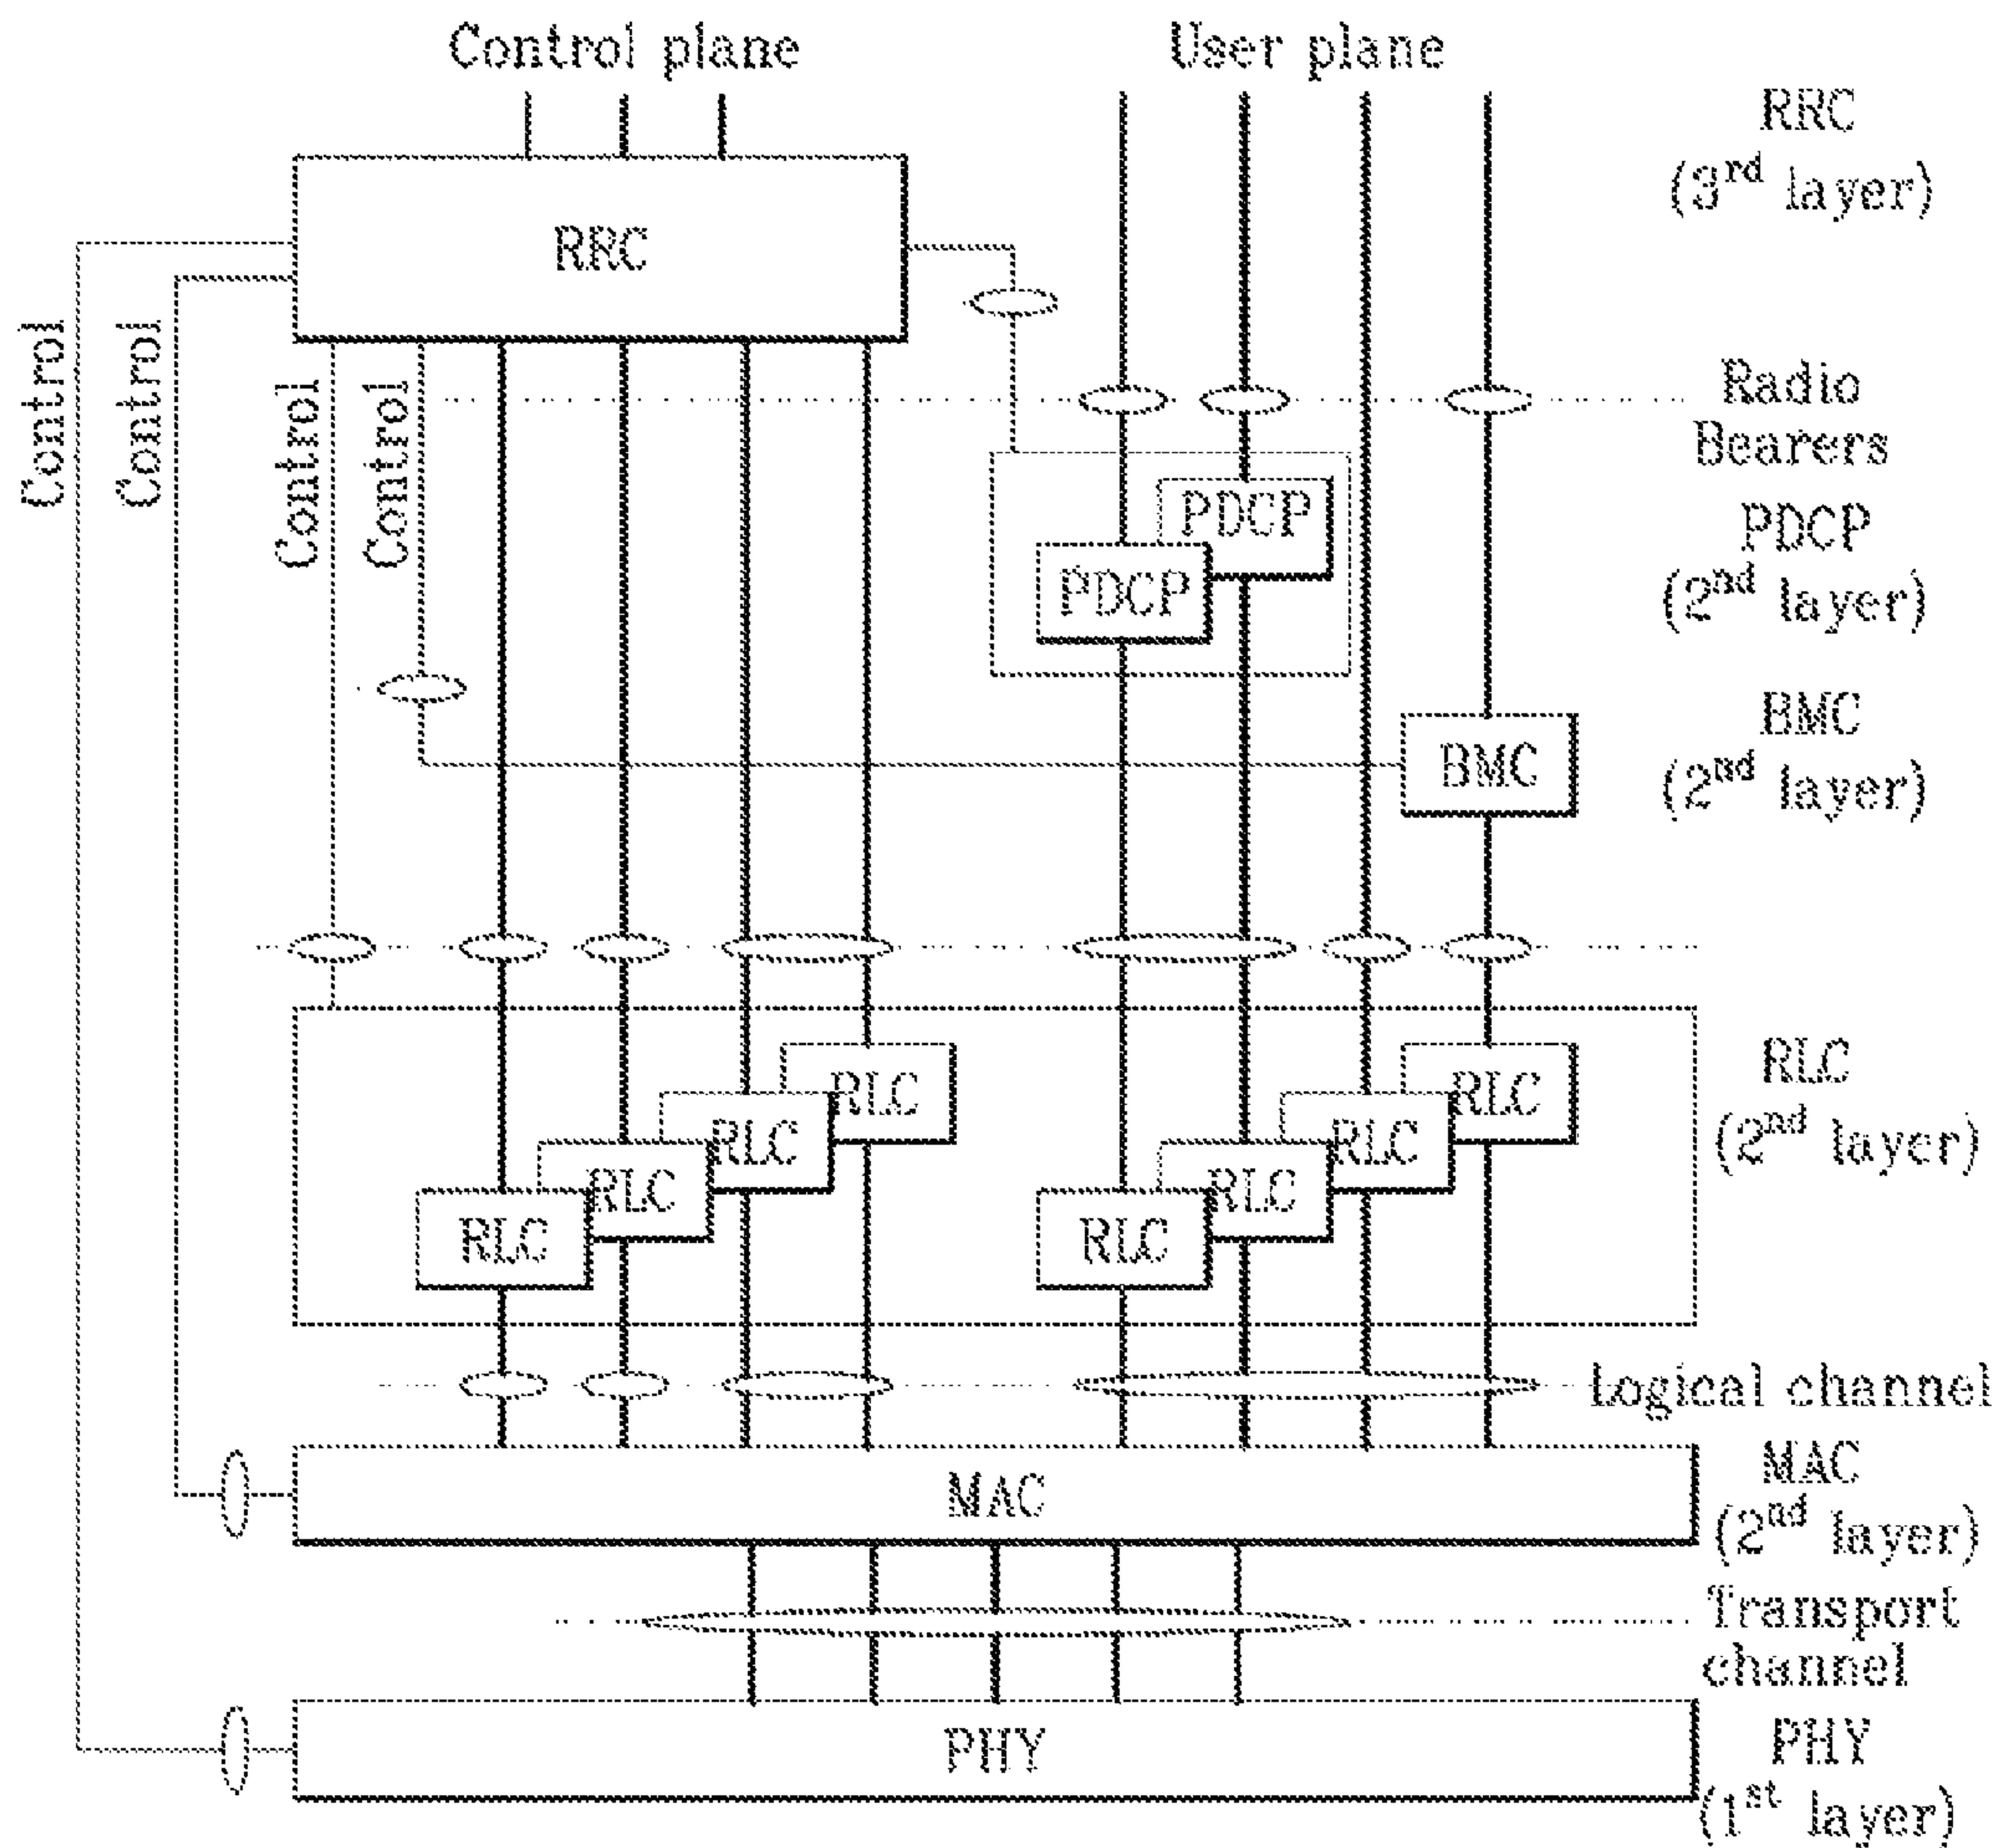 Control plane
User plane
RRC
(3rd layer)
RRC
Control
Control
Control
Control
Radio
Bearers
PDCP
PDCP
PDCP
(2nd layer)
BMC
BMC
(2nd layer)
RLC
RLC
RLC
RLC
RLC
RLC
RLC
RLC
RLC
(2nd layer)
Logical channel
MAC
MAC
(2nd layer)
Transport
channel
PHY
PHY
(1st layer)